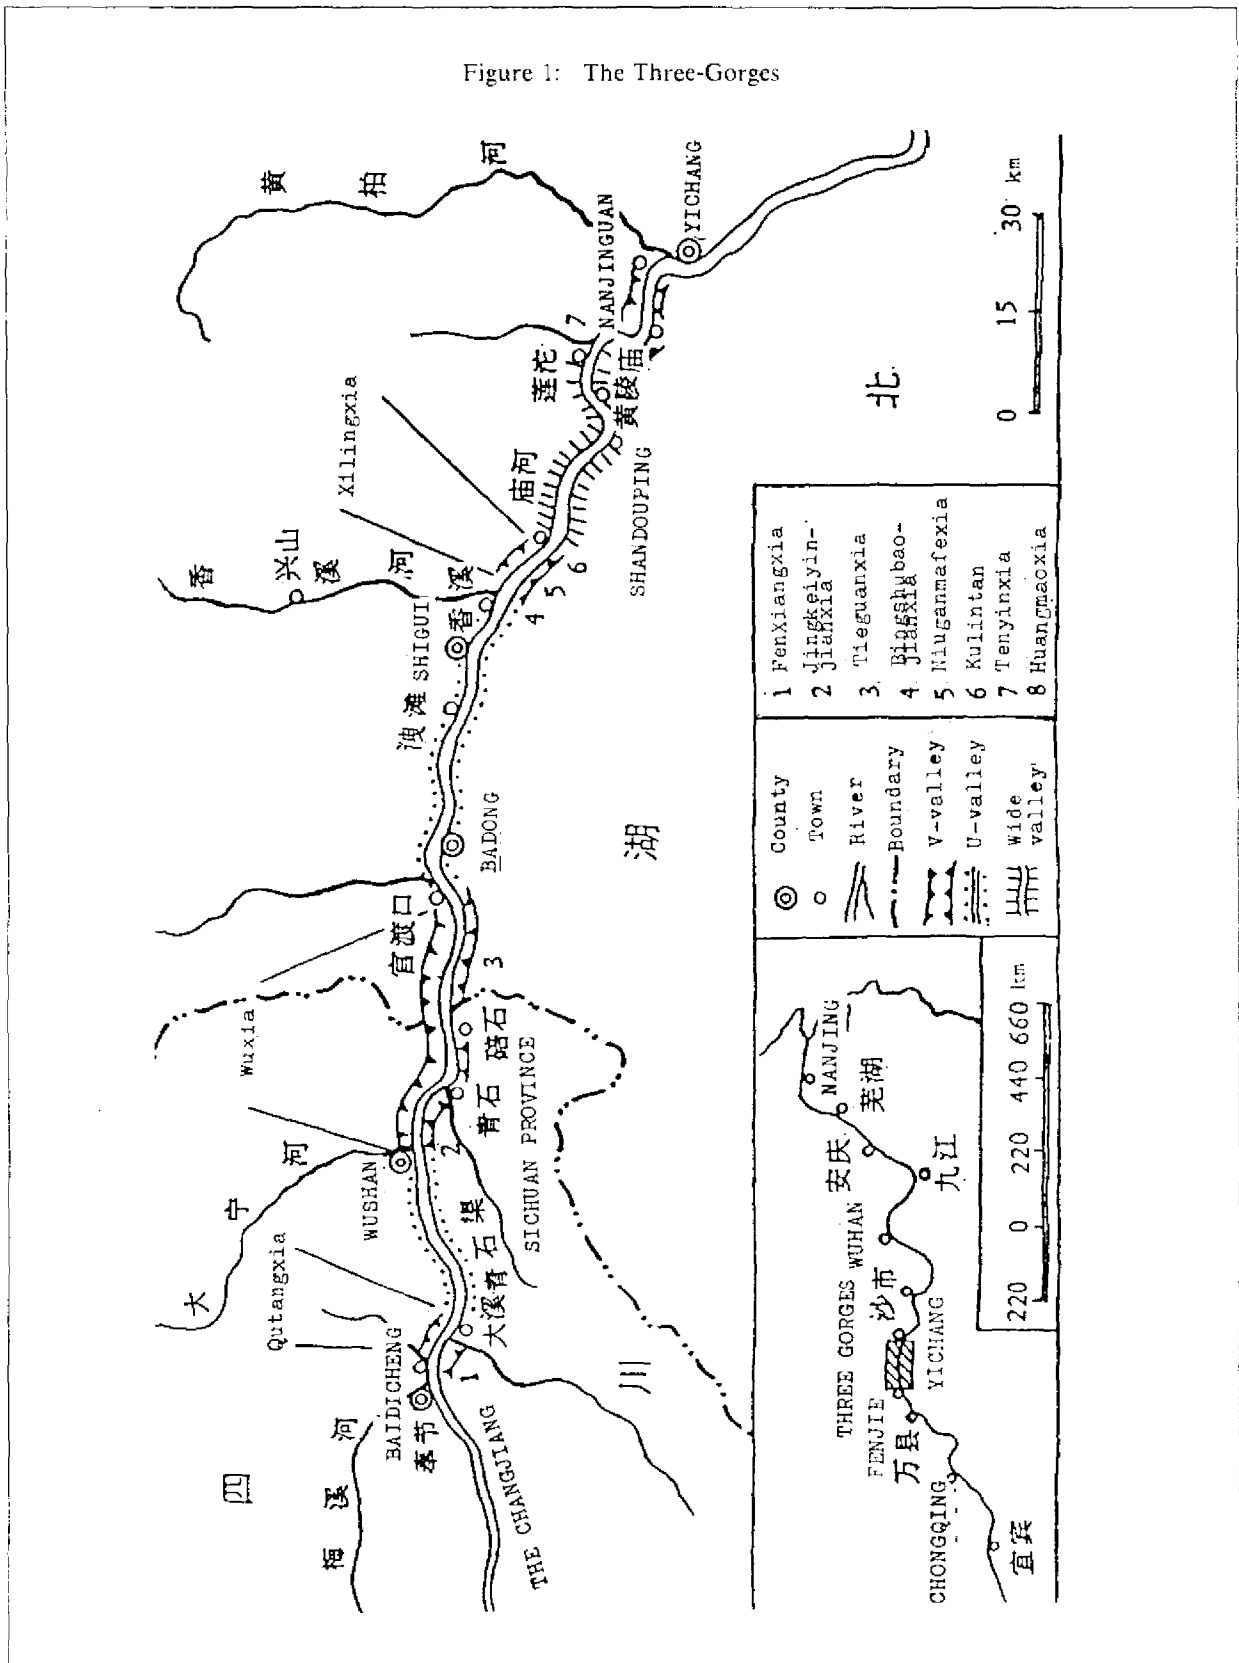 Figure 1: The Three-Gorges
四
川
湖
北
福溪河
大宁河
香溪河
黄柏河
兴山
Qutangxia
Wuxia
Xilingxia
BAIDICHENG
奉节
THE CHANGJIANG
1
大溪
脊石渠
WUSHAN
2
青石
碚石
SICHUAN PROVINCE
3
官渡口
BADONG
洩滩
SHIGUI
香溪
4
5
6
庙河
SHANDOUPING
黄陵庙
莲沱
7
NANJINGUAN
YICHANG
0 15 30 km
County
Town
River
Boundary
V-valley
U-valley
Wide valley
1 FenXiangxia
2 Jingkeiyin-jianxia
3 Tieguanxia
4 Bingshubao-jianxia
5 Niuganmafexia
6 Kulintan
7 Tenyinxia
8 Huangmaoxia
宜宾
CHONGQING
万县
FENJIE
THREE GORGES
YICHANG
沙市
WUHAN
九江
安庆
芜湖
NANJING
220 0 220 440 660 km